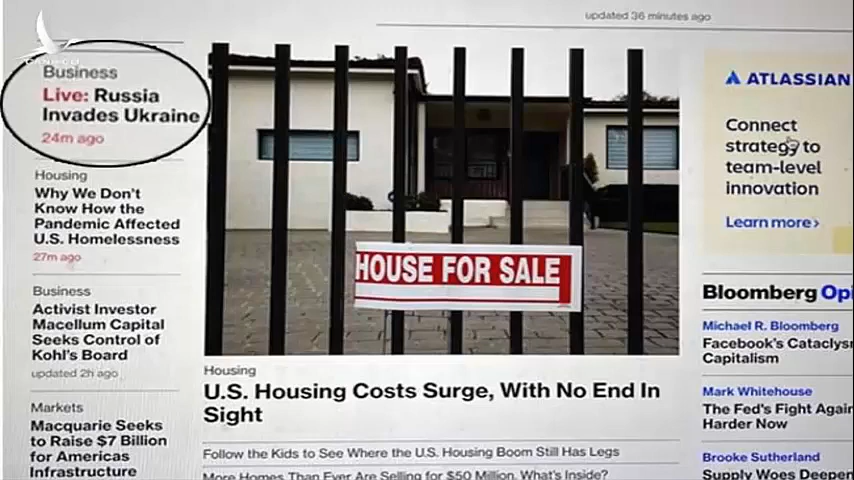 updated 36 minutes ago
Business
Live: Russia
Invades Ukraine
24m ago
Housing
Why We Don't
Know How the
Pandemic Affected
U.S. Homelessness
27m ago
Business
Activist Investor
Macellum Capital
Seeks Control of
Kohl's Board
updated 2h ago
Markets
Macquarie Seeks
to Raise $7 Billion
for Americas
Infrastructure
HOUSE FOR SALE
Housing
U.S. Housing Costs Surge, With No End In
Sight
Follow the Kids to See Where the U.S. Housing Boom Still Has Legs
More Homes Than Ever Are Selling for $50 Million. What's Inside?
ATLASSIAN
Connect
strategy to
team-level
innovation
Learn more>
Bloomberg Opi
Michael R. Bloomberg
Facebook's Cataclysm
Capitalism
Mark Whitehouse
The Fed's Fight Again
Harder Now
Brooke Sutherland
Supply Woes Deepen